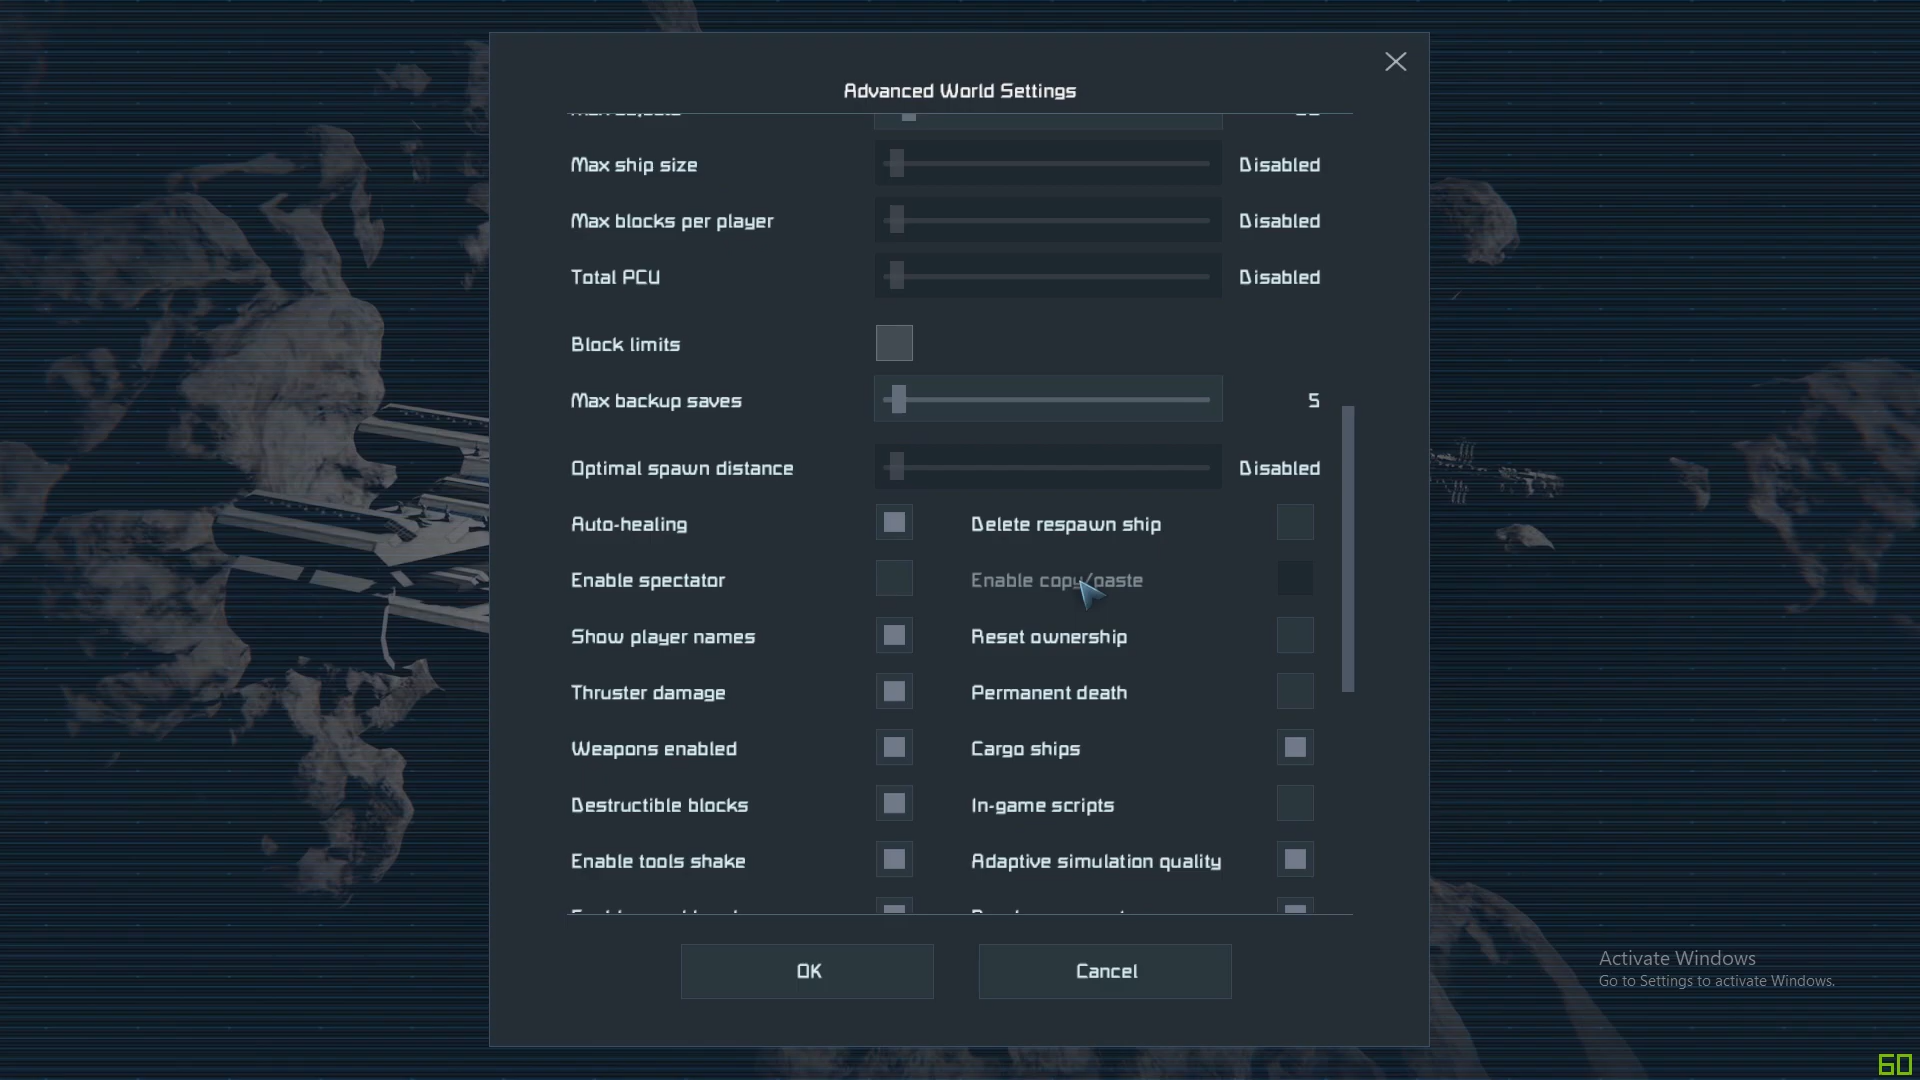 Advanced World Settings
Max ship size Disabled
Max blocks per player Disabled
Total PCU Disabled
Block limits
Max backup saves 5
Optimal spawn distance Disabled
Auto-healing Delete respawn ship
Enable spectator Enable copy/paste
Show player names Reset ownership
Thruster damage Permanent death
Weapons enabled Cargo ships
Destructible blocks In-game scripts
Enable tools shake Adaptive simulation quality
OK Cancel
Activate Windows
Go to Settings to activate Windows.
60